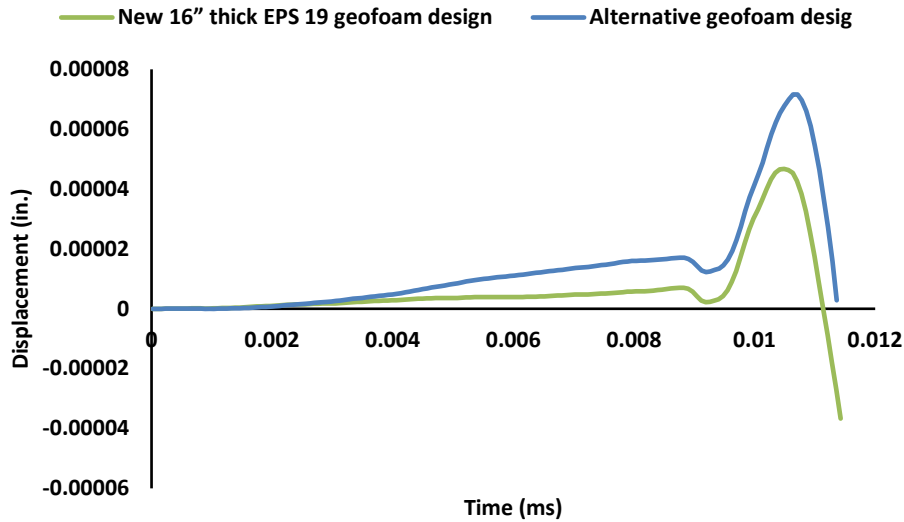 New 16” thick EPS 19 geofoam design Alternative geofoam desig
0.00008
0.00006
0.00004
0.00002
0
-0.00002
-0.00004
-0.00006
0 0.002 0.004 0.006 0.008 0.01 0.012
Displacement (in.)
Time (ms)